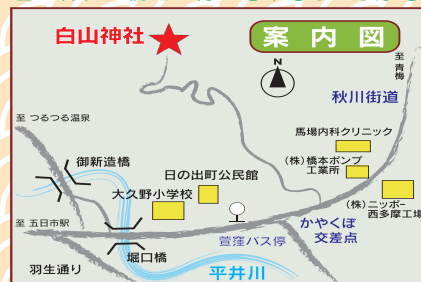 白山神社
案内図
至 青梅
秋川街道
至 つるつる温泉
馬場内科クリニック
御新造橋
(株)橋本ポンプ
工業所
日の出町公民館
大久野小学校
(株)ニッポー
西多摩工場
至 五日市駅
かやくぼ
交差点
萱窪バス停
堀口橋
羽生通り
平井川